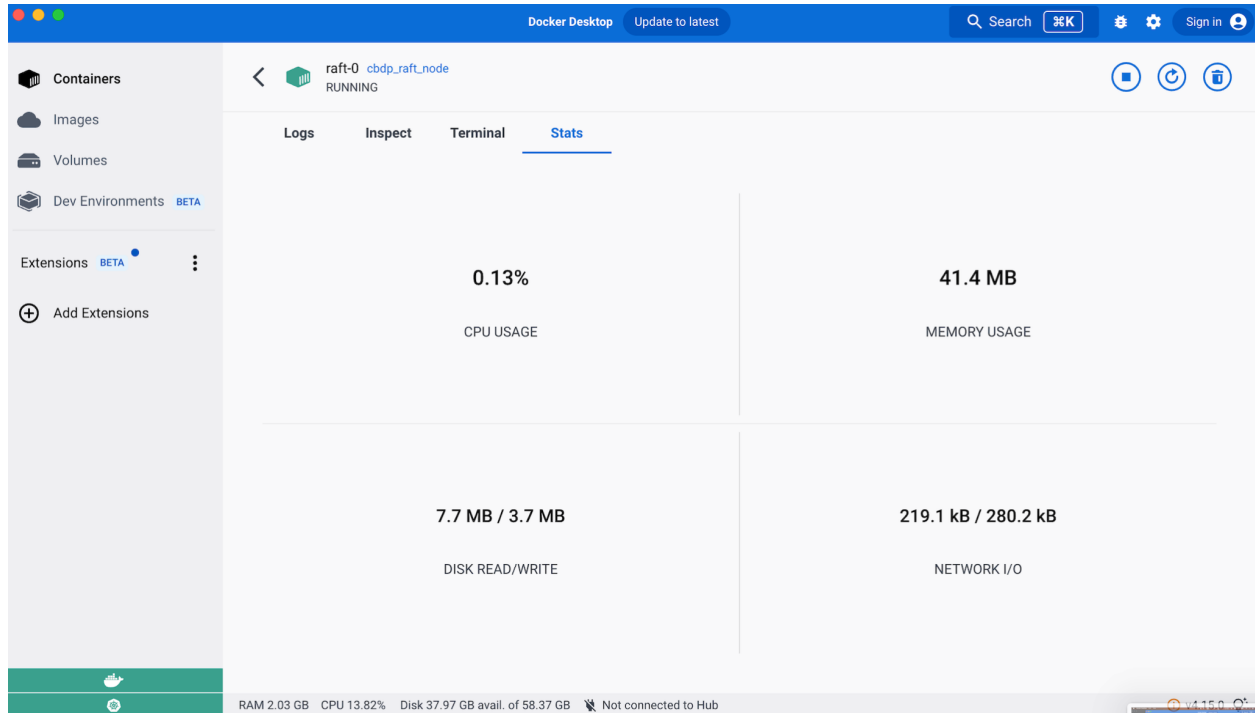 Docker Desktop Update to latest Search ⌘K Sign in
Containers
Images
Volumes
Dev Environments BETA
Extensions BETA
Add Extensions
raft-0 cbdp_raft_node
RUNNING
Logs Inspect Terminal Stats
0.13%
CPU USAGE
41.4 MB
MEMORY USAGE
7.7 MB / 3.7 MB
DISK READ/WRITE
219.1 kB / 280.2 kB
NETWORK I/O
RAM 2.03 GB CPU 13.82% Disk 37.97 GB avail. of 58.37 GB Not connected to Hub v4.15.0